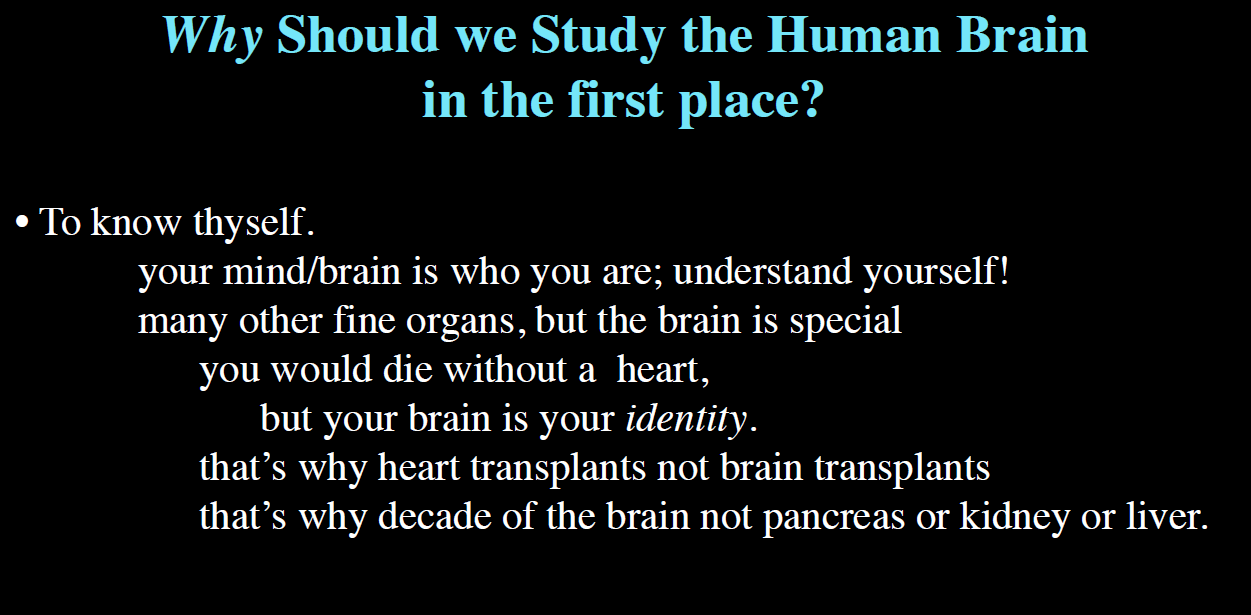 Why Should we Study the Human Brain
in the first place?
• To know thyself.
your mind/brain is who you are; understand yourself!
many other fine organs, but the brain is special
you would die without a  heart,
but your brain is your identity.
that’s why heart transplants not brain transplants
that’s why decade of the brain not pancreas or kidney or liver.